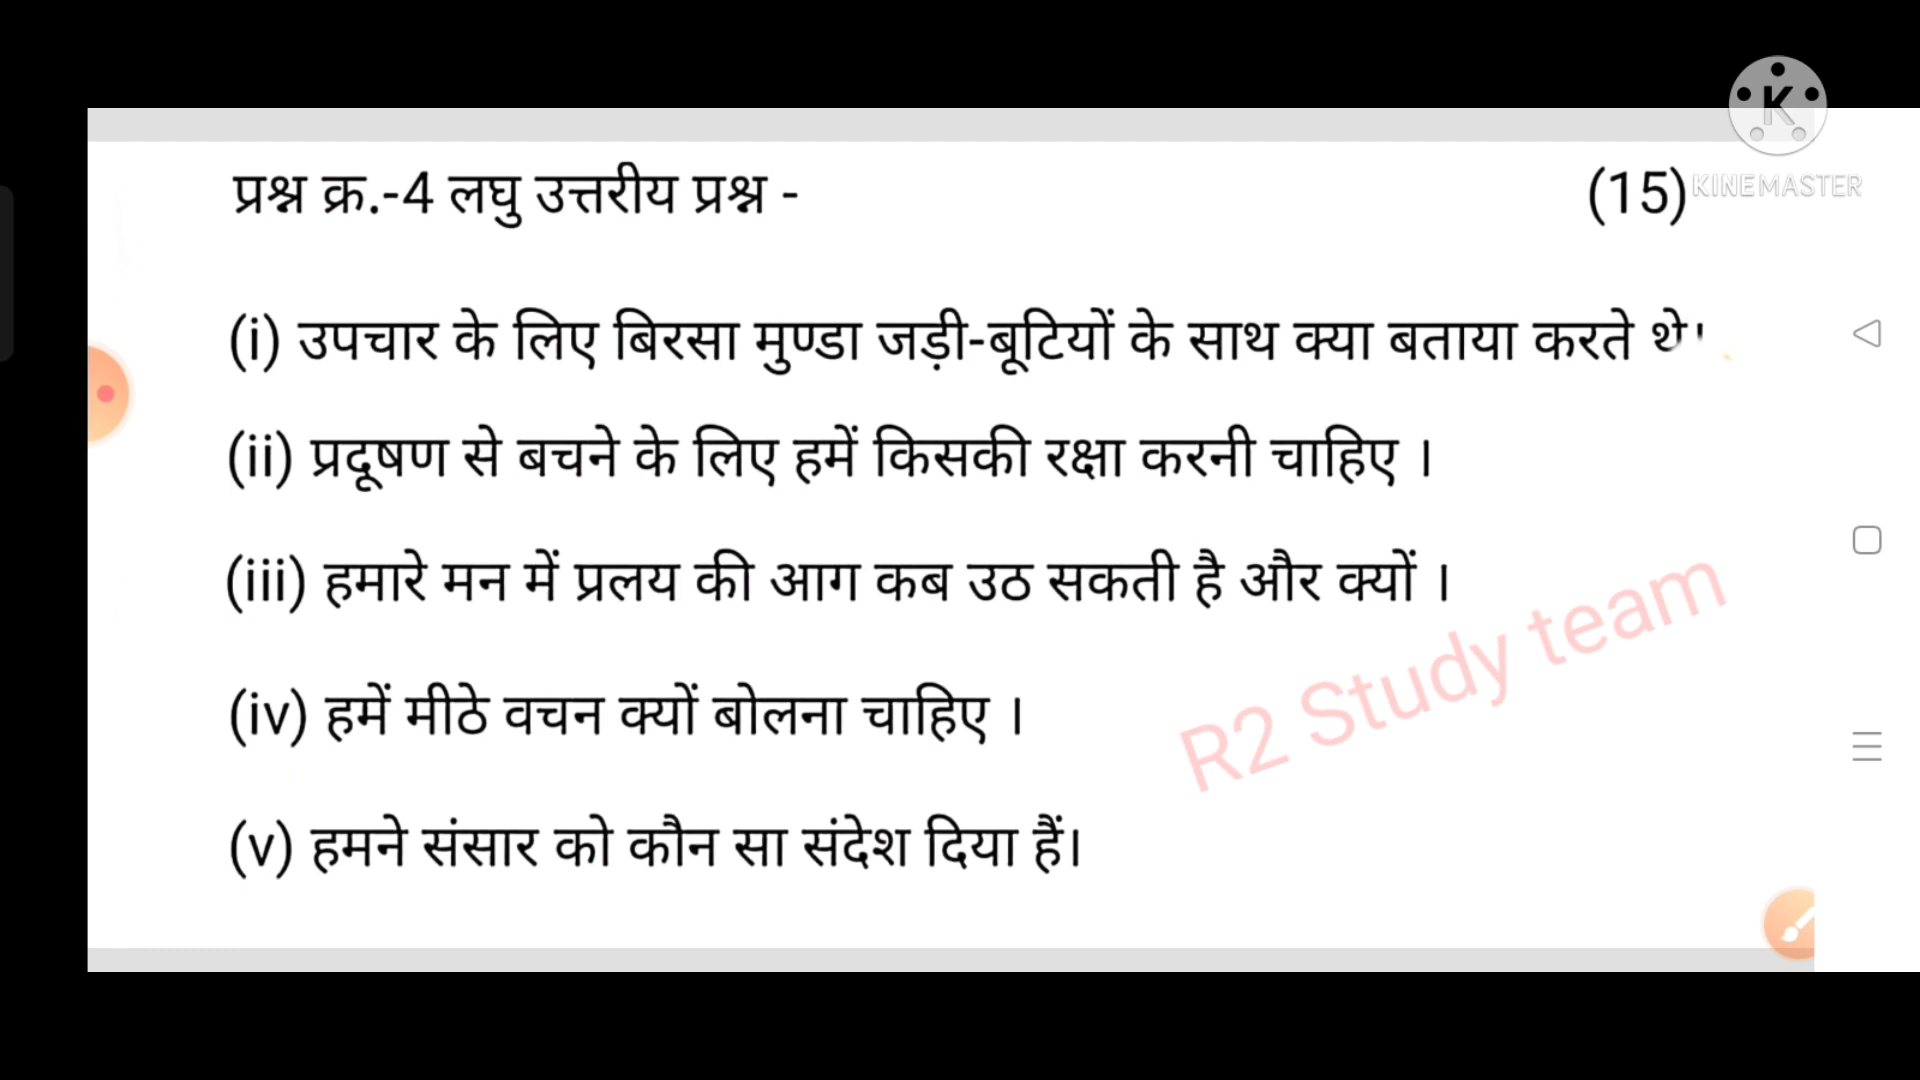 प्रश्न क्र.-4 लघु उत्तरीय प्रश्न - (15)
K
KINEMASTER
(i) उपचार के लिए बिरसा मुण्डा जड़ी-बूटियों के साथ क्या बताया करते थे।
(ii) प्रदूषण से बचने के लिए हमें किसकी रक्षा करनी चाहिए ।
(iii) हमारे मन में प्रलय की आग कब उठ सकती है और क्यों ।
(iv) हमें मीठे वचन क्यों बोलना चाहिए ।
R2 Study team
(v) हमने संसार को कौन सा संदेश दिया हैं।